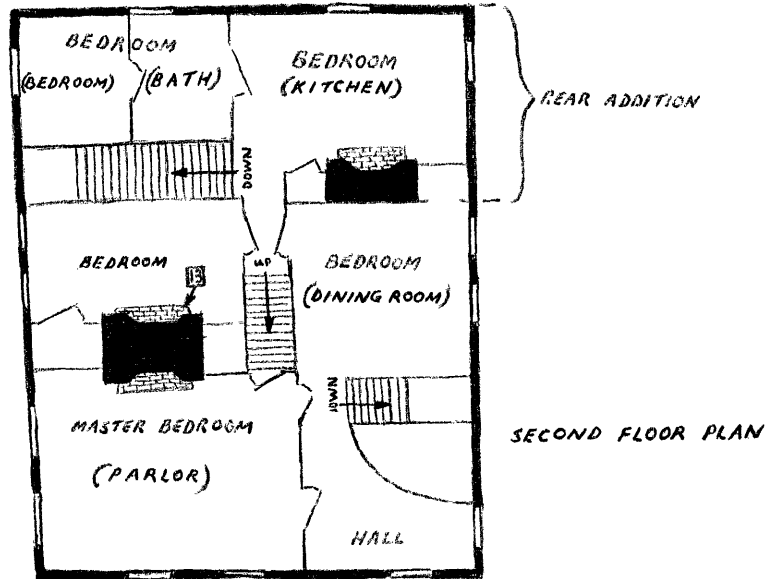 BEDROOM
(BEDROOM)
(BATH)
BEDROOM
(KITCHEN)
REAR ADDITION
DOWN
BEDROOM
13
UP
BEDROOM
(DINING ROOM)
DOWN
MASTER BEDROOM
(PARLOR)
SECOND FLOOR PLAN
HALL